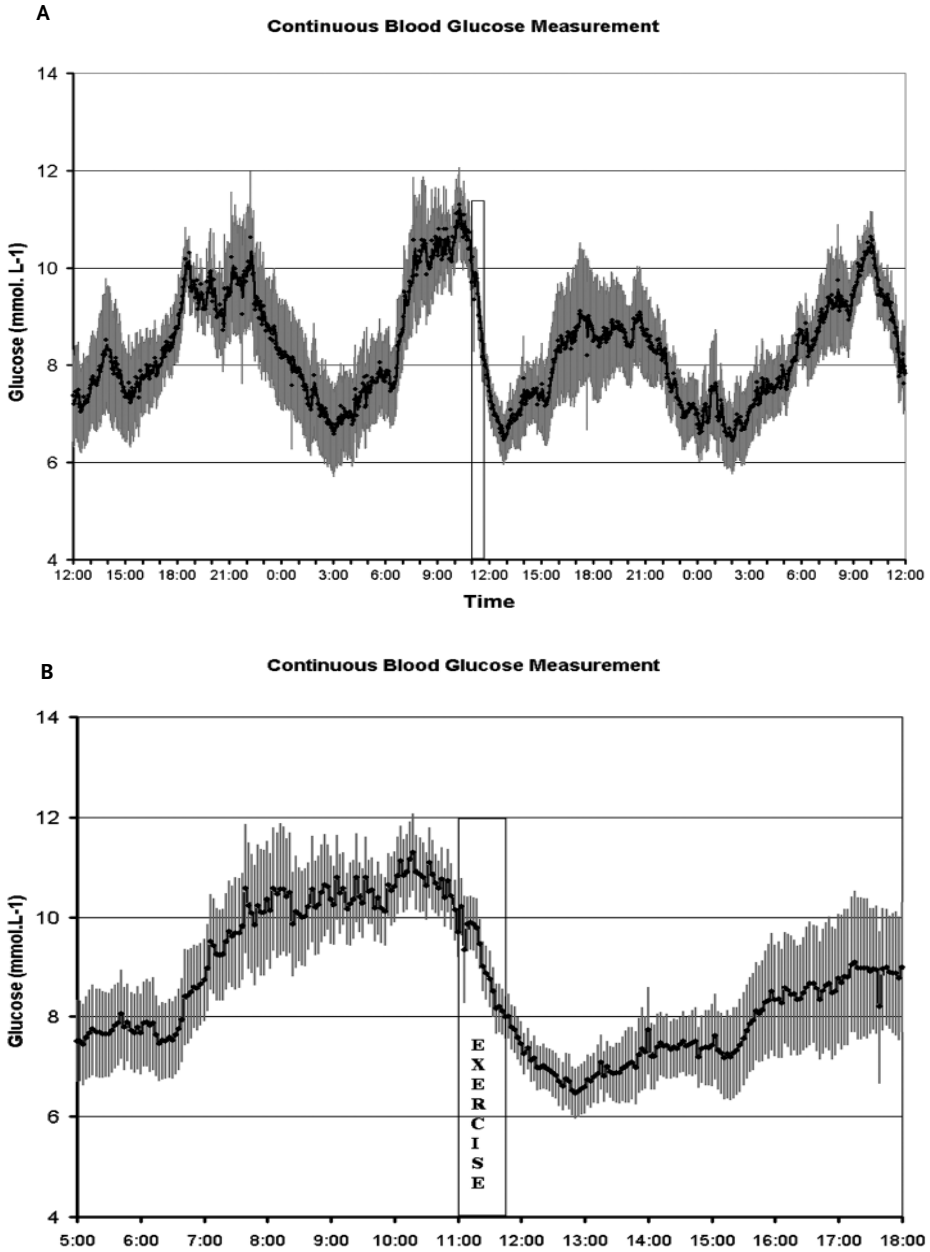 A
Continuous Blood Glucose Measurement
14
12
10
8
6
4
Glucose (mmol. L-1)
12:00 15:00 18:00 21:00 0:00 3:00 6:00 9:00 12:00 15:00 18:00 21:00 0:00 3:00 6:00 9:00 12:00
Time
B
Continuous Blood Glucose Measurement
14
12
10
8
6
4
Glucose (mmol.L-1)
E
X
E
R
C
I
S
E
5:00 6:00 7:00 8:00 9:00 10:00 11:00 12:00 13:00 14:00 15:00 16:00 17:00 18:00